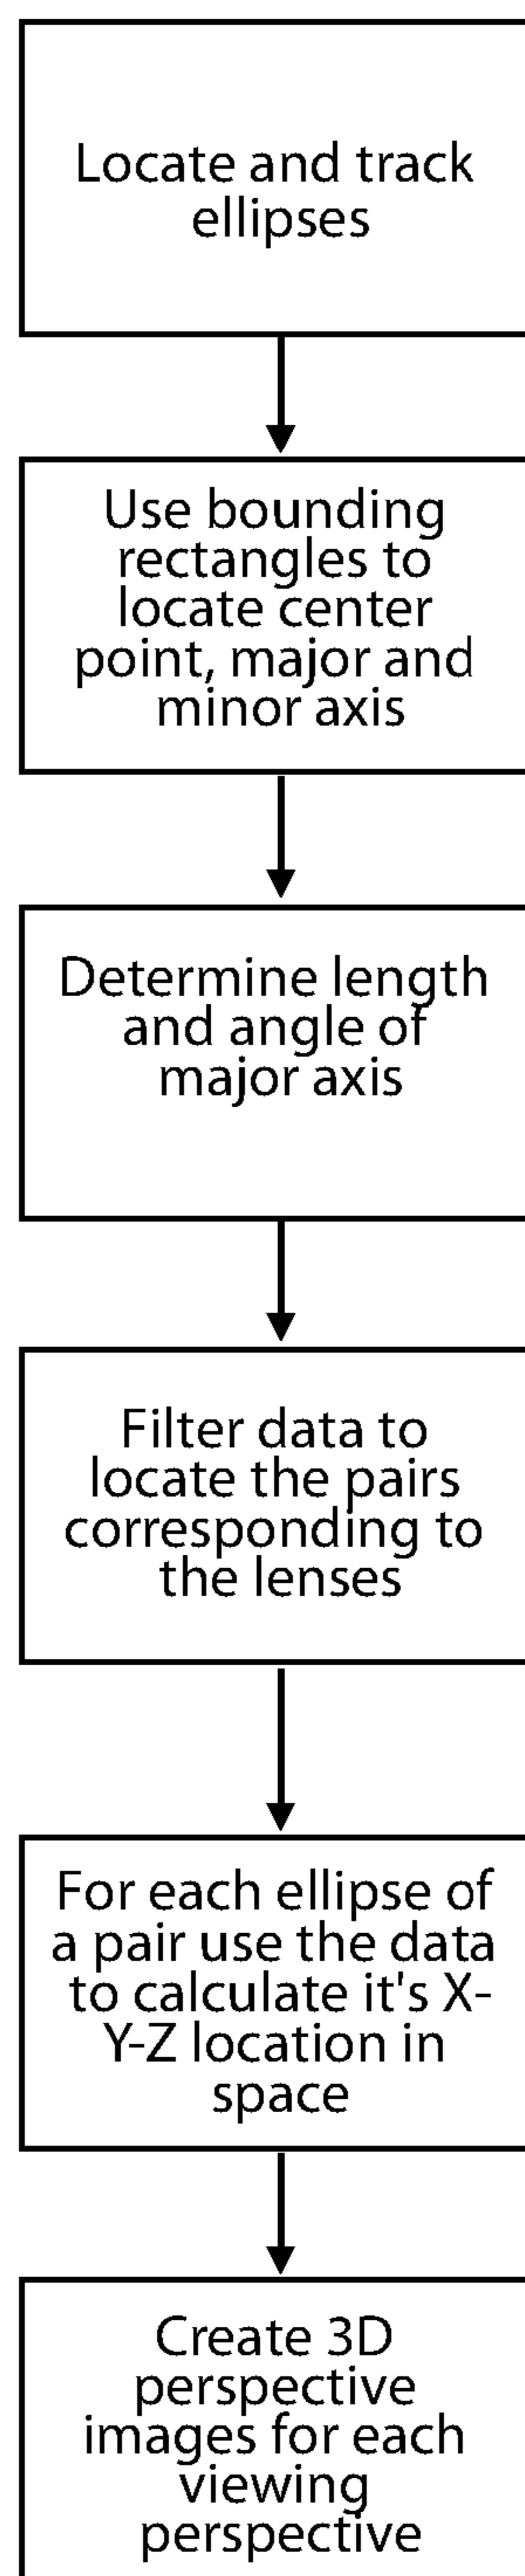 Locate and track
ellipses
Use bounding
rectangles to
locate center
point, major and
minor axis
Determine length
and angle of
major axis
Filter data to
locate the pairs
corresponding to
the lenses
For each ellipse of
a pair use the data
to calculate it's X-
Y-Z location in
space
Create 3D
perspective
images for each
viewing
perspective